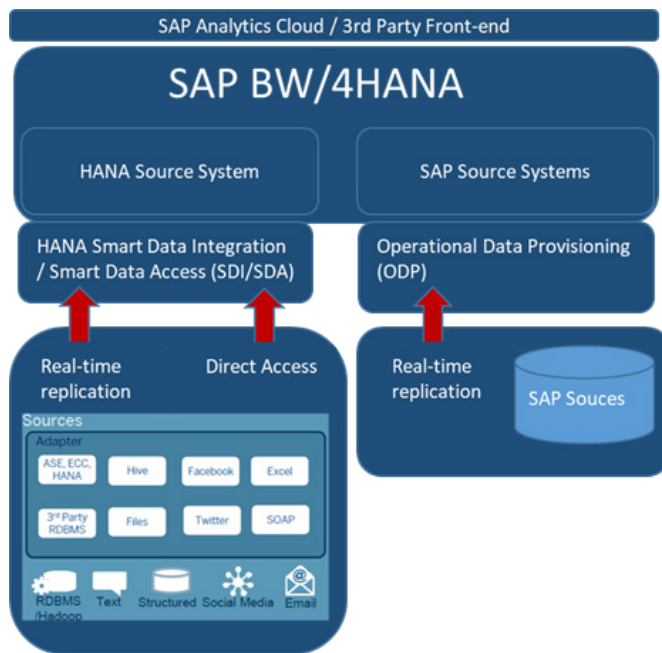 SAP Analytics Cloud / 3rd Party Front-end
SAP BW/4HANA
HANA Source System
SAP Source Systems
HANA Smart Data Integration
/ Smart Data Access (SDI/SDA)
Operational Data Provisioning
(ODP)
Real-time
replication
Direct Access
Real-time
replication
SAP Souces
Sources
Adapter
ASE, ECC,
HANA
Hive
Facebook
Excel
3rd Party
RDBMS
Files
Twitter
SOAP
RDBMS
/Hadoop
Text
Structured
Social Media
Email